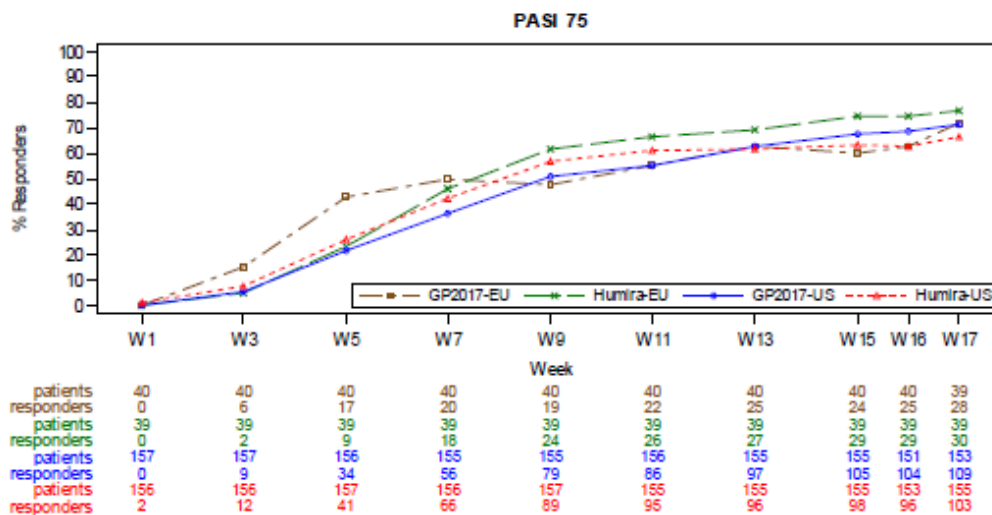 PASI 75
100
90
80
70
60
50
40
30
20
10
0
% Responders
GP2017-EU Humira-EU GP2017-US Humira-US
W1 W3 W5 W7 W9 W11 W13 W15 W16 W17
Week
patients 40 40 40 40 40 40 40 40 40 39
responders 0 6 17 20 19 22 25 24 25 28
patients 39 39 39 39 39 39 39 39 39 39
responders 0 2 9 18 24 26 27 29 29 30
patients 157 157 156 155 155 156 155 155 151 153
responders 0 9 34 56 79 86 97 105 104 109
patients 156 156 157 156 157 155 155 155 153 155
responders 2 12 41 66 89 95 96 98 96 103